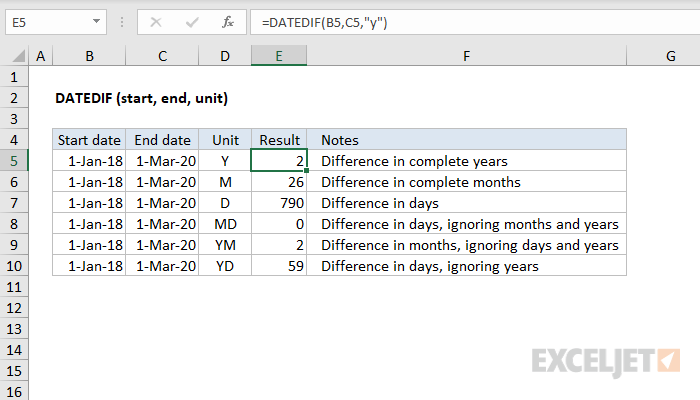 E5 fx =DATEDIF(B5,C5,"y")
A B C D E F G
1
2 DATEDIF (start, end, unit)
3
4 Start date End date Unit Result Notes
5 1-Jan-18 1-Mar-20 Y 2 Difference in complete years
6 1-Jan-18 1-Mar-20 M 26 Difference in complete months
7 1-Jan-18 1-Mar-20 D 790 Difference in days
8 1-Jan-18 1-Mar-20 MD 0 Difference in days, ignoring months and years
9 1-Jan-18 1-Mar-20 YM 2 Difference in months, ignoring days and years
10 1-Jan-18 1-Mar-20 YD 59 Difference in days, ignoring years
11
12
13
14
15
16
EXCELJET